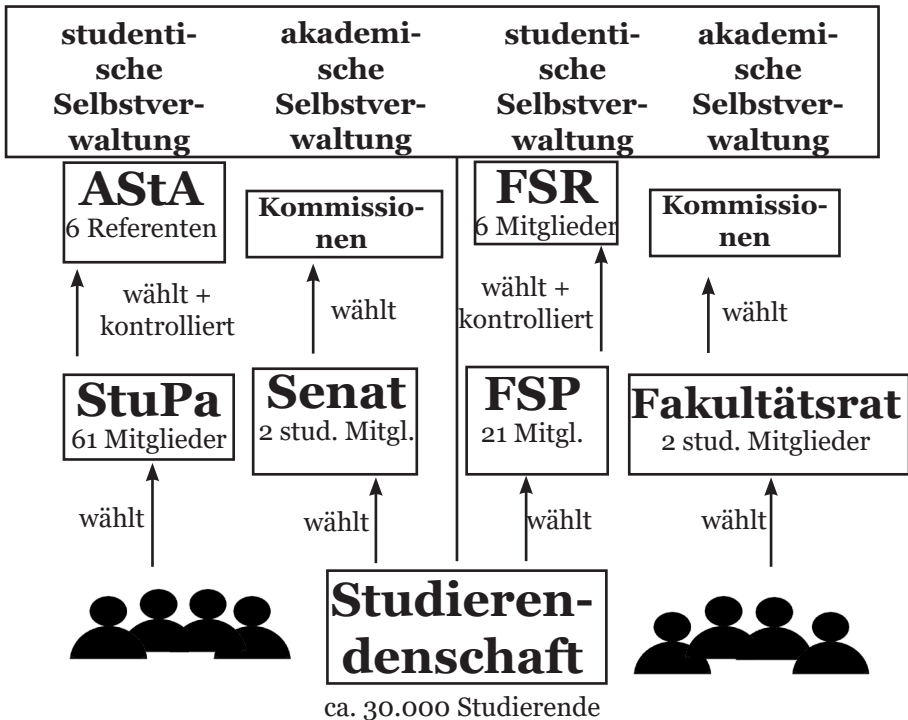 studenti-
sche
Selbstver-
waltung
akademi-
sche
Selbstver-
waltung
studenti-
sche
Selbstver-
waltung
akademi-
sche
Selbstver-
waltung
AStA
6 Referenten
Kommissio-
nen
FSR
6 Mitglieder
Kommissio-
nen
wählt +
kontrolliert
wählt
wählt +
kontrolliert
wählt
StuPa
61 Mitglieder
Senat
2 stud. Mitgl.
FSP
21 Mitgl.
Fakultätsrat
2 stud. Mitglieder
wählt
wählt
wählt
wählt
Studieren-
denschaft
ca. 30.000 Studierende